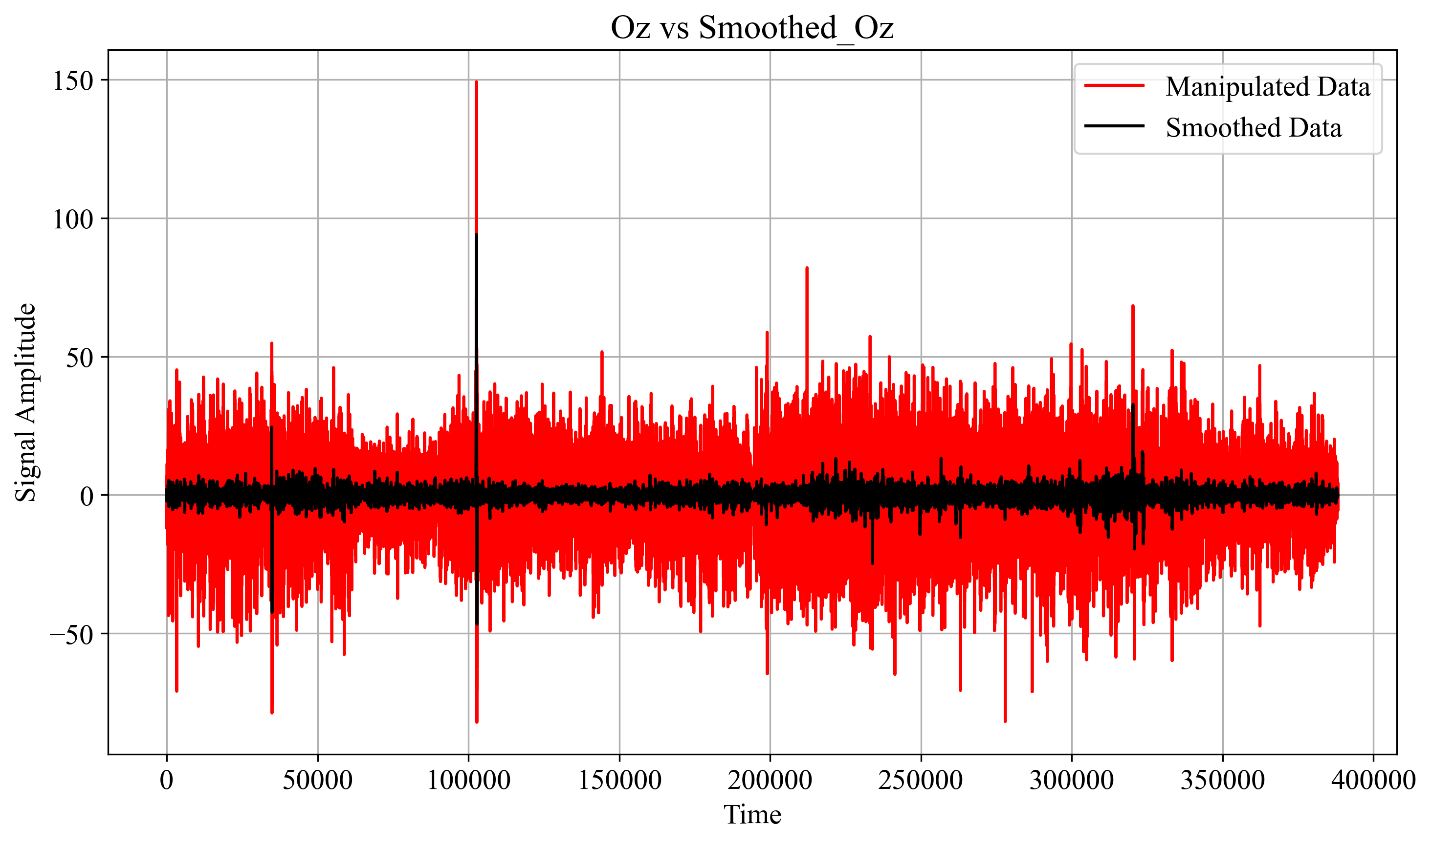 Oz vs Smoothed_Oz
Manipulated Data
Smoothed Data
Signal Amplitude
150
100
50
0
−50
0 50000 100000 150000 200000 250000 300000 350000 400000
Time